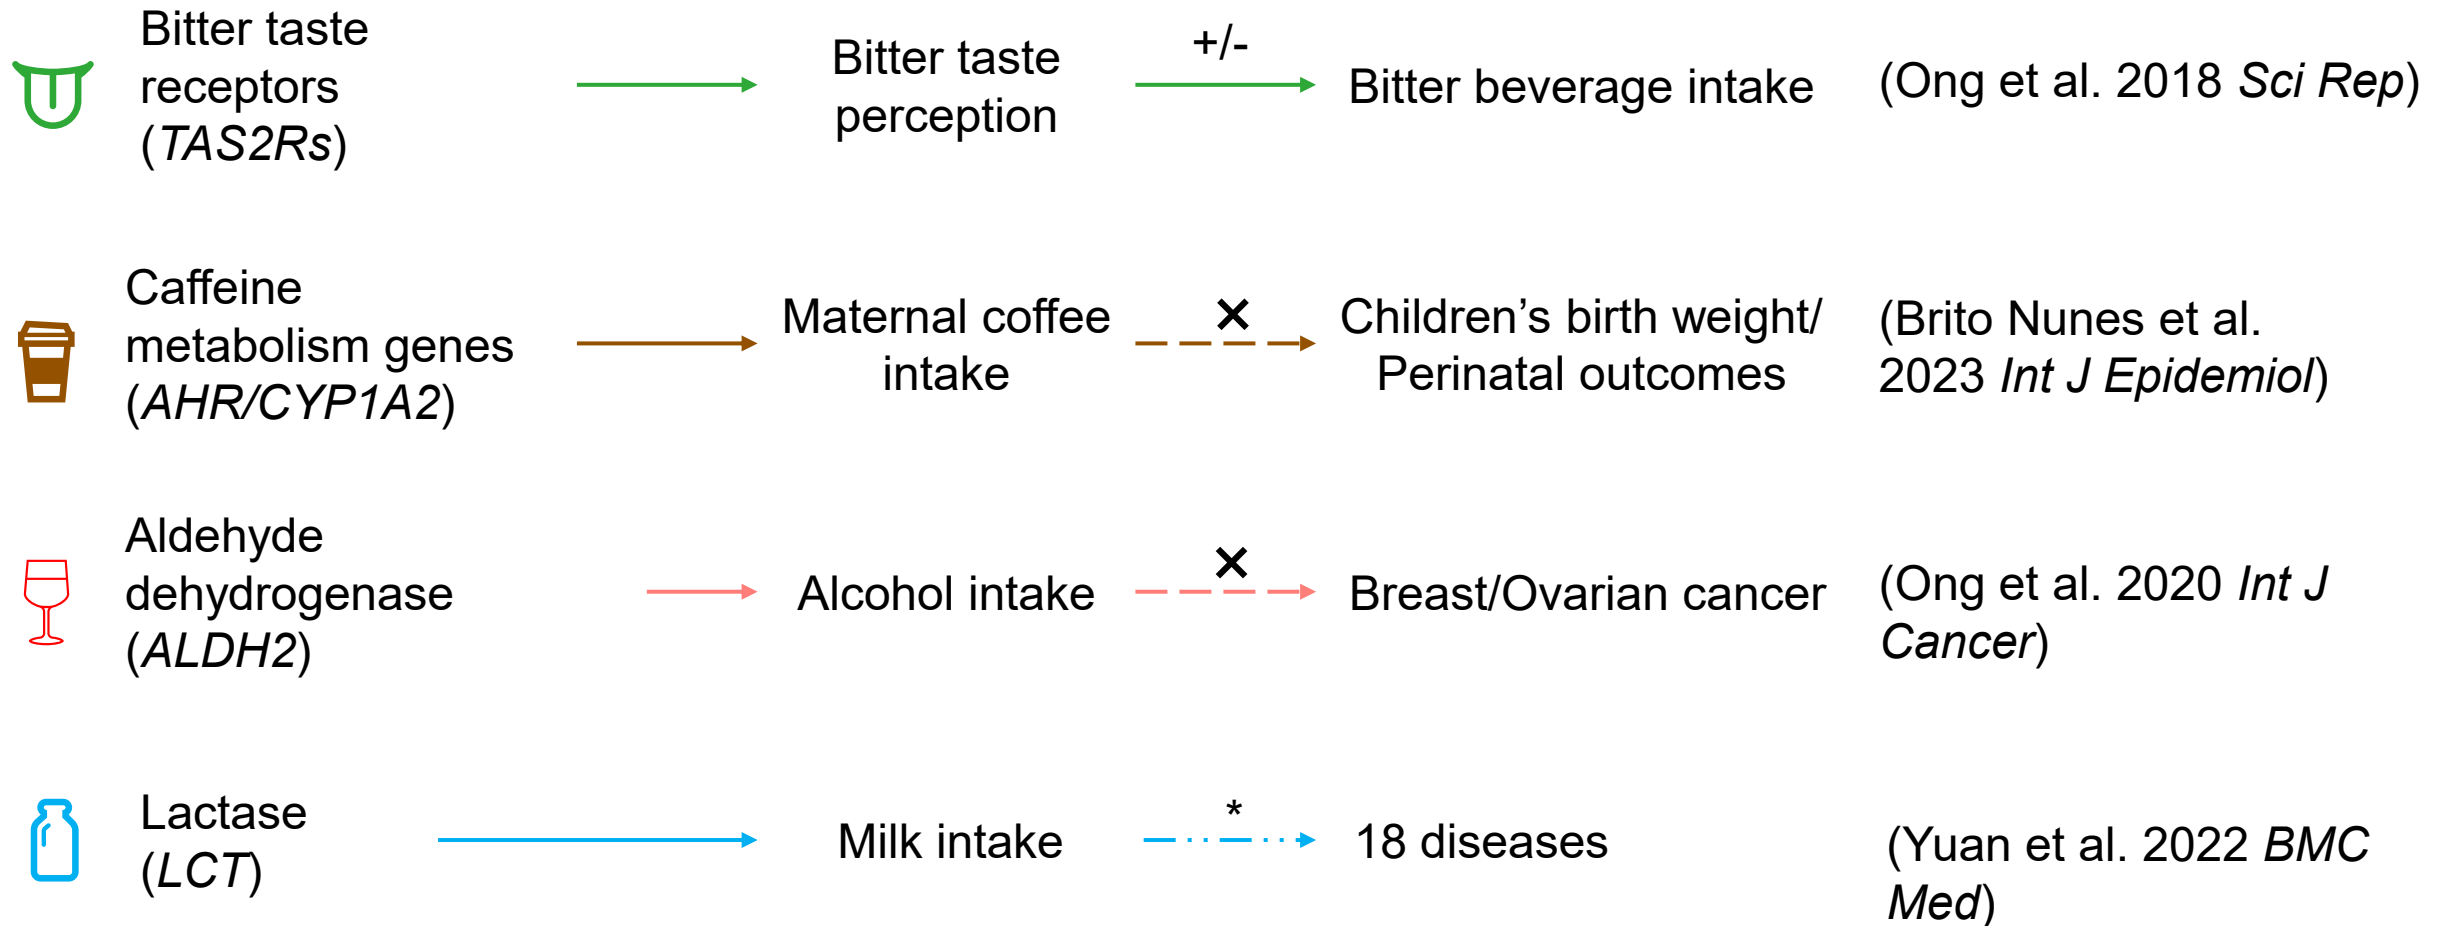 Bitter taste
receptors
(TAS2Rs)
Bitter taste
perception
+/-
Bitter beverage intake
(Ong et al. 2018 Sci Rep)
Caffeine
metabolism genes
(AHR/CYP1A2)
Maternal coffee
intake
×
Children’s birth weight/
Perinatal outcomes
(Brito Nunes et al.
2023 Int J Epidemiol)
Aldehyde
dehydrogenase
(ALDH2)
Alcohol intake
×
Breast/Ovarian cancer
(Ong et al. 2020 Int J
Cancer)
Lactase
(LCT)
Milk intake
*
18 diseases
(Yuan et al. 2022 BMC
Med)